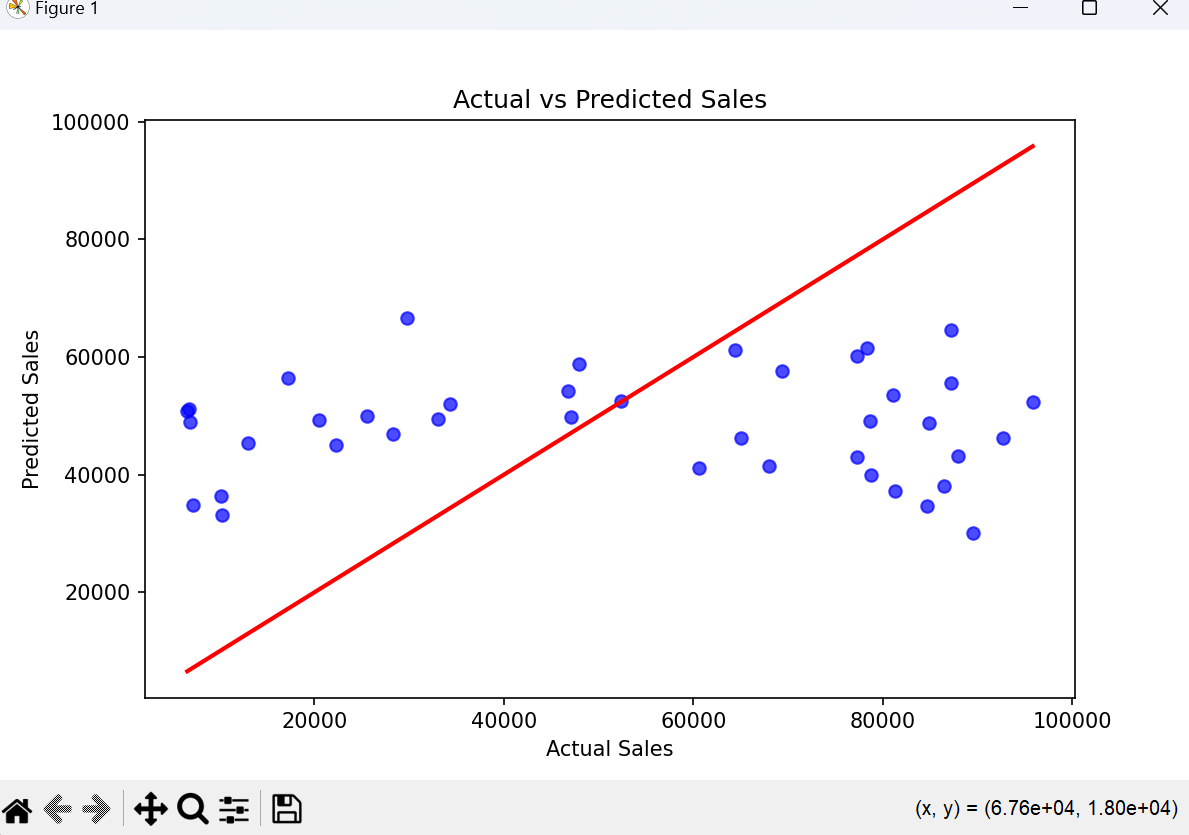 Figure 1
Actual vs Predicted Sales
100000
80000
60000
40000
20000
Predicted Sales
20000 40000 60000 80000 100000
Actual Sales
(x, y) = (6.76e+04, 1.80e+04)